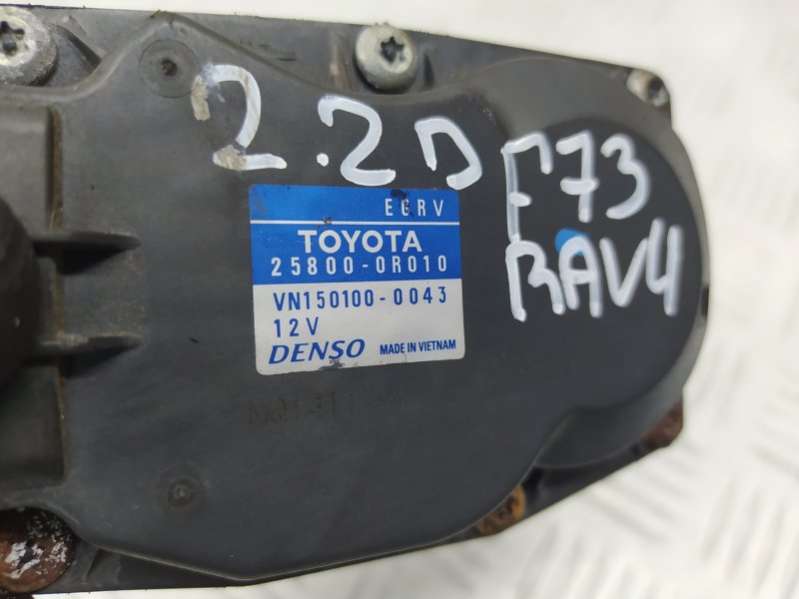 2.2D
F73
RAV4
EGRV
TOYOTA
25800-0R010
VN150100-0043
12V
DENSO MADE IN VIETNAM